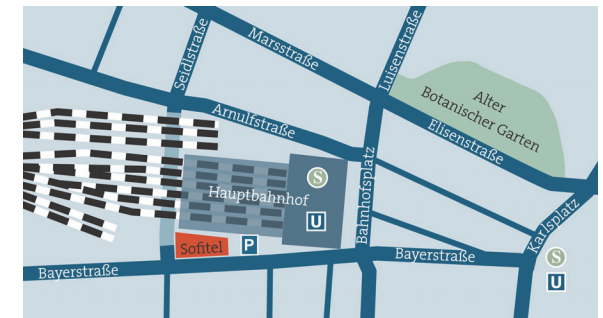 Seidlstraße
Marsstraße
Luisenstraße
Alter
Botanischer Garten
Arnulfstraße
Elisenstraße
S
Hauptbahnhof
U
Bahnhofsplatz
Karlsplatz
Sofitel
P
Bayerstraße
S
Bayerstraße
U